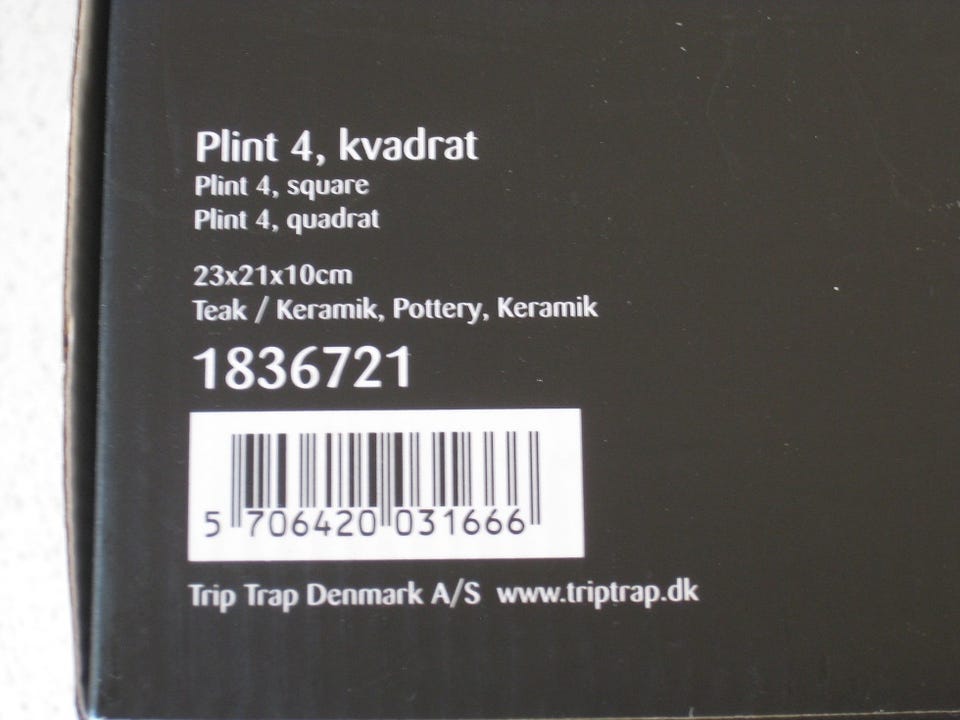 Plint 4, kvadrat
Plint 4, square
Plint 4, quadrat
23x21x10cm
Teak / Keramik, Pottery, Keramik
1836721
5 706420 031666
Trip Trap Denmark A/S www.triptrap.dk